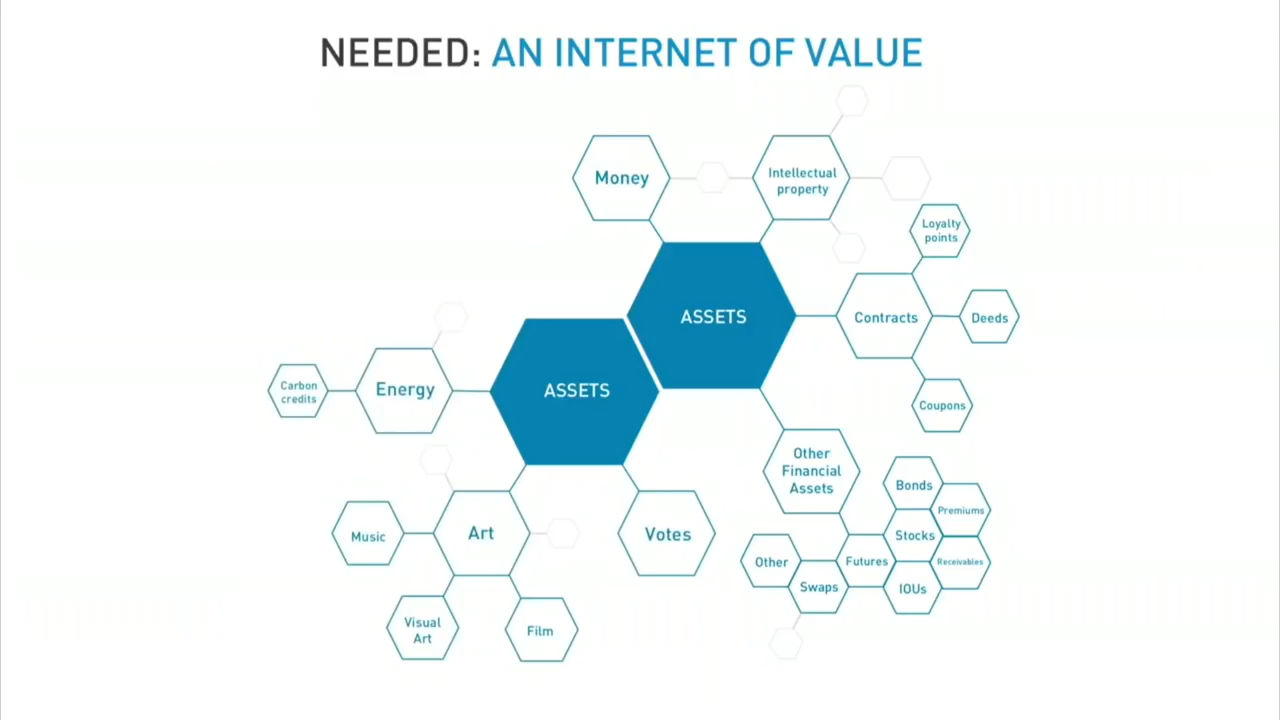 NEEDED: AN INTERNET OF VALUE
Money
Intellectual
property
Loyalty
points
ASSETS
Contracts
Deeds
Carbon
credits
Energy
ASSETS
Coupons
Other
Financial
Assets
Bonds
Premiums
Music
Art
Votes
Stocks
Other
Futures
Receivables
Swaps
IOUs
Visual
Art
Film